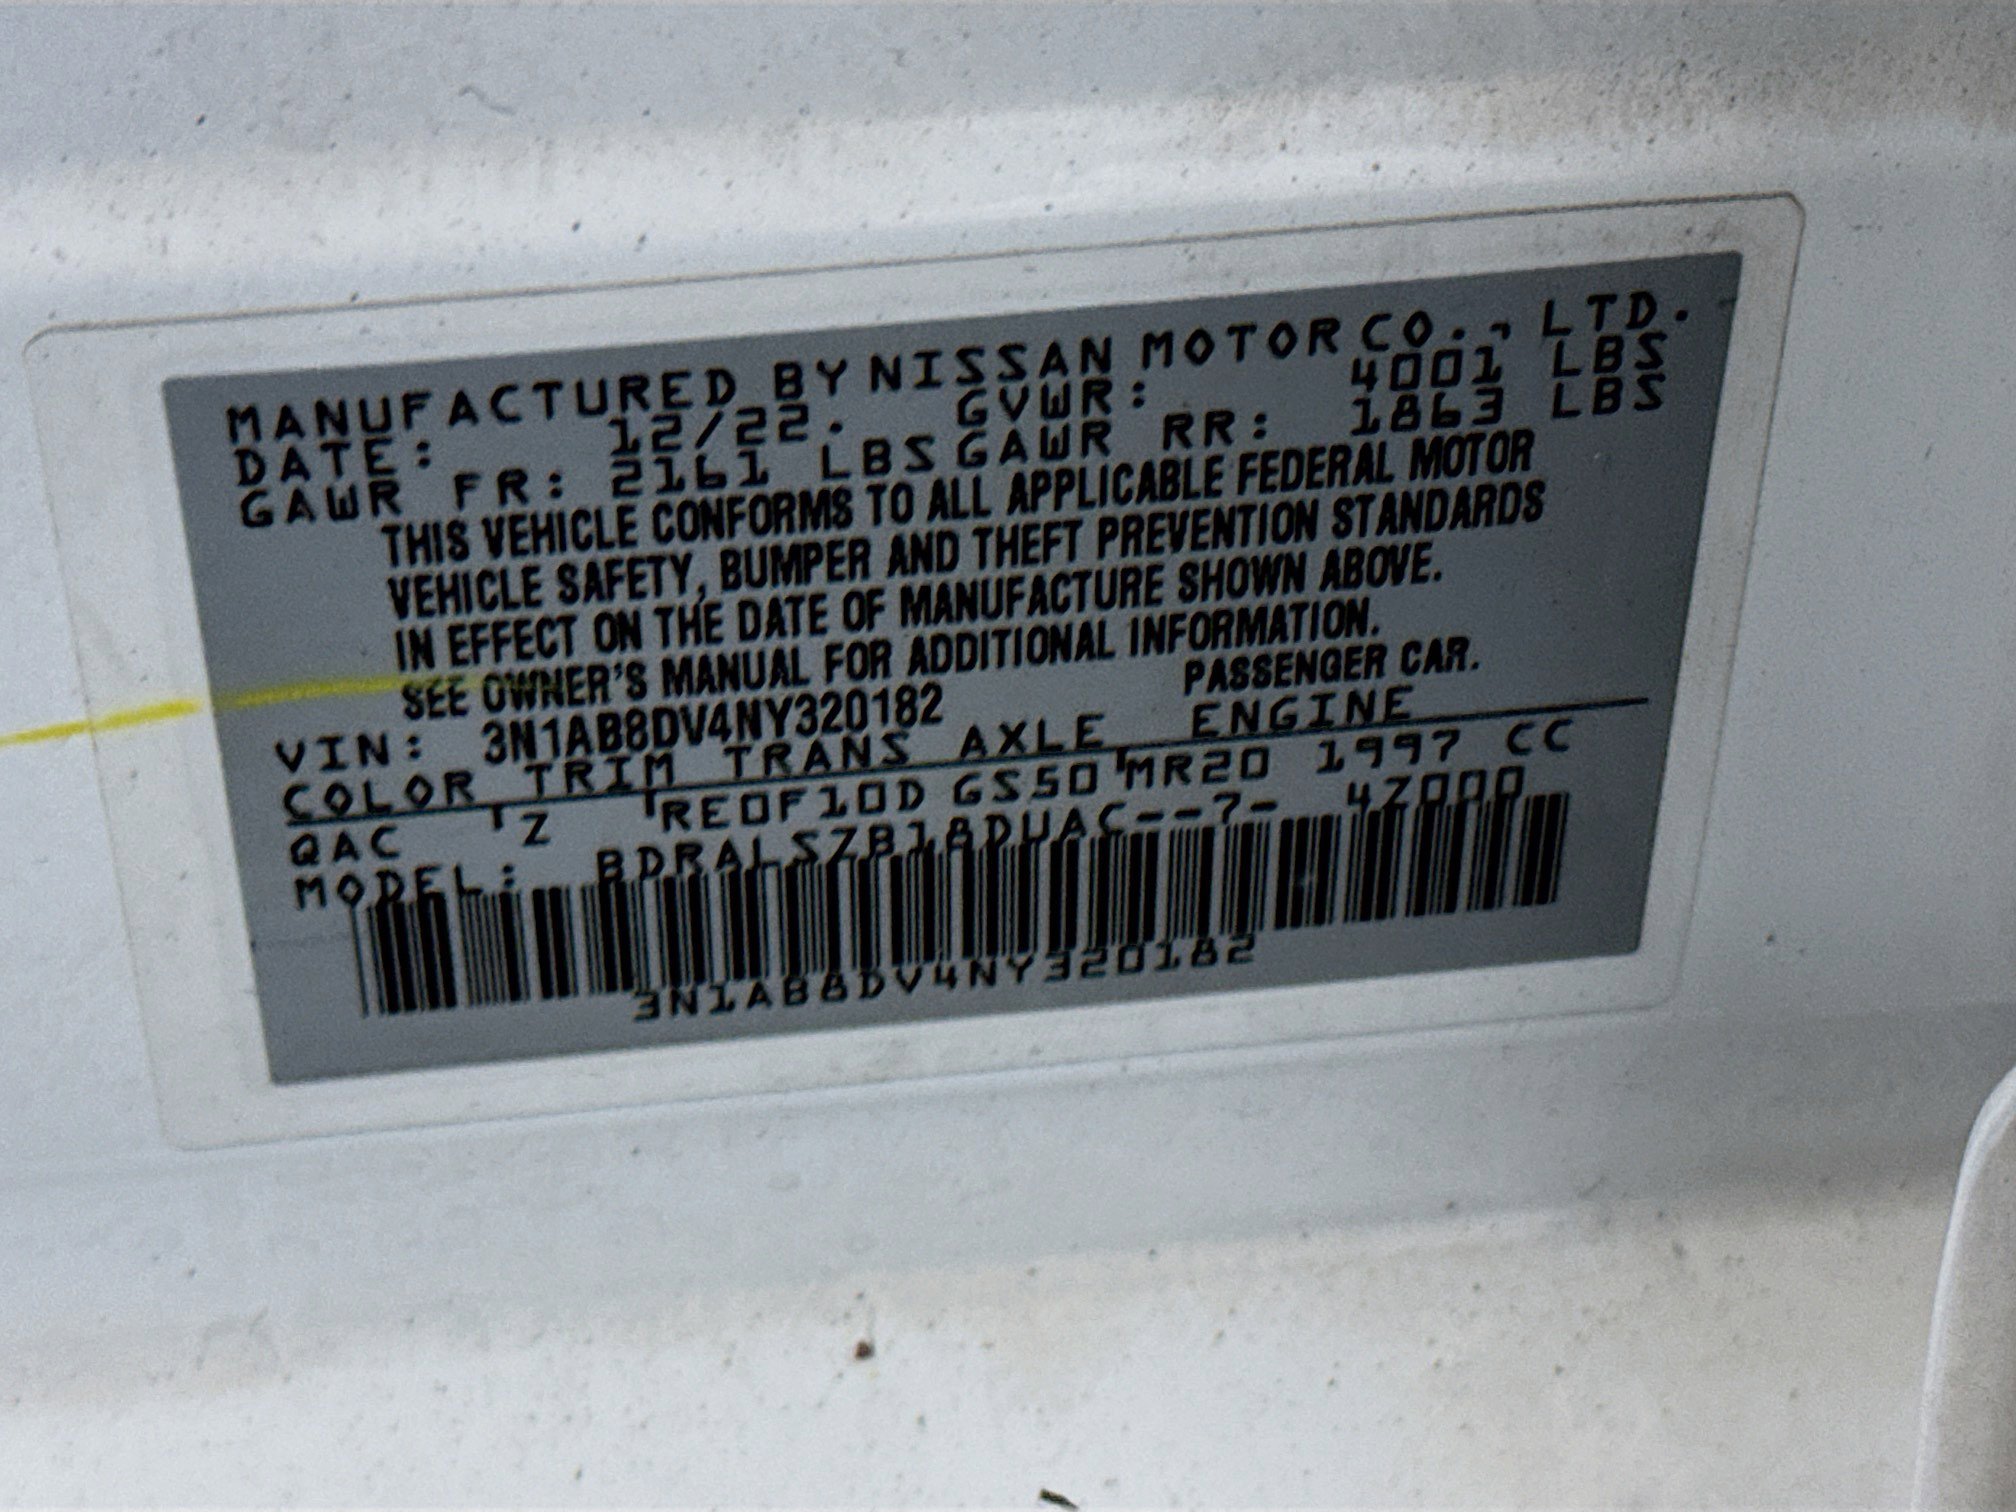 MANUFACTURED BY NISSAN MOTOR CO., LTD.
DATE: 12/22. GVWR: 4001 LBS
GAWR FR: 2161 LBS GAWR RR: 1863 LBS
THIS VEHICLE CONFORMS TO ALL APPLICABLE FEDERAL MOTOR
VEHICLE SAFETY, BUMPER AND THEFT PREVENTION STANDARDS
IN EFFECT ON THE DATE OF MANUFACTURE SHOWN ABOVE.
SEE OWNER'S MANUAL FOR ADDITIONAL INFORMATION.
VIN: 3N1AB8DV4NY320182 PASSENGER CAR.
COLOR TRIM TRANS AXLE ENGINE
QAC Z RE0F10D GS50 MR20 1997 CC
MODEL: BDRALSZB18DUAC--7- 4Z000
3N1AB8DV4NY320182